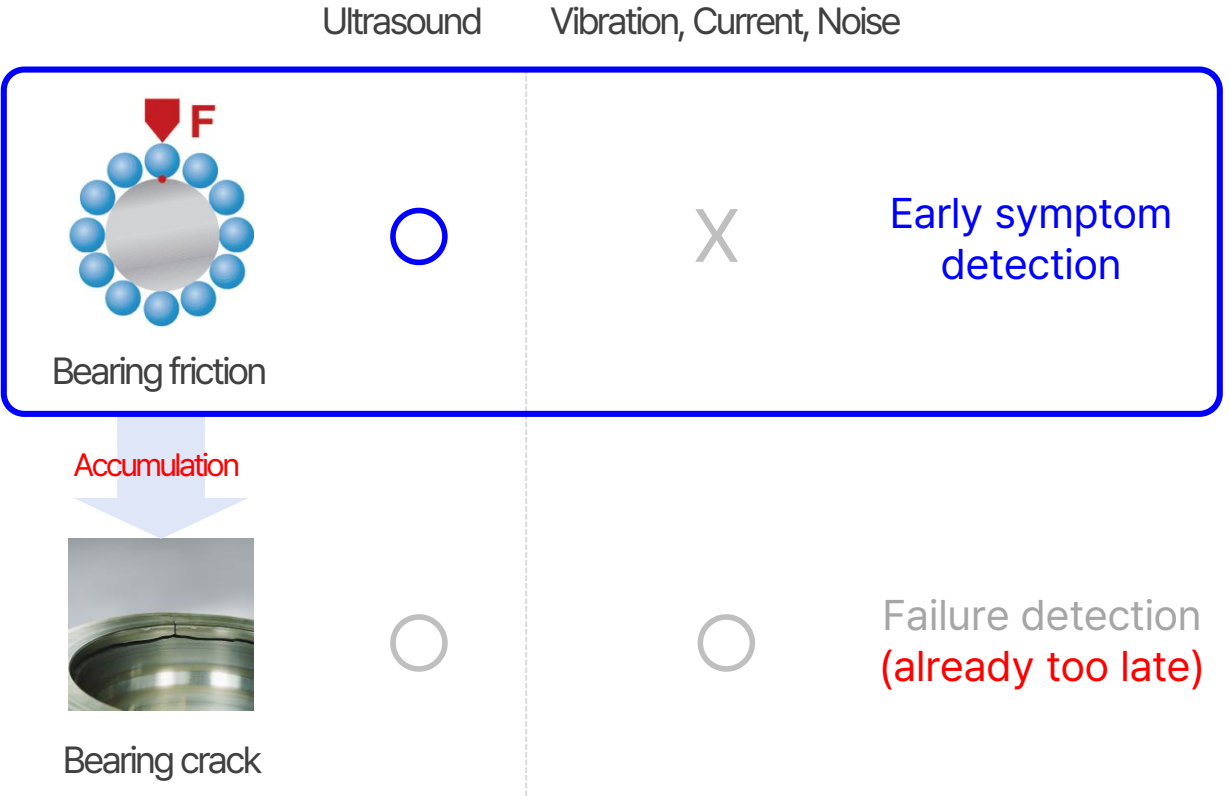 Ultrasound
Vibration, Current, Noise
F
X
Early symptom
detection
Bearing friction
Accumulation
Failure detection
(already too late)
Bearing crack